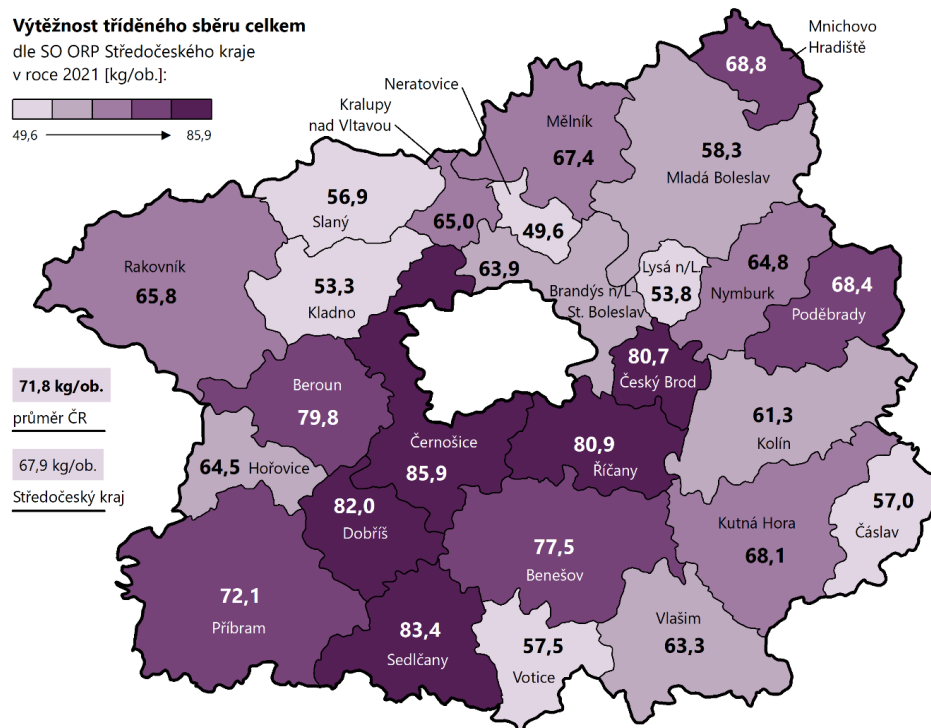 Výtěžnost tříděného sběru celkem
dle SO ORP Středočeského kraje
v roce 2021 [kg/ob.]:
49,6
85,9
Mnichovo
Hradiště
68,8
Neratovice
Kralupy
nad Vltavou
Mělník
67,4
58,3
Mladá Boleslav
56,9
Slaný
65,0
49,6
Rakovník
65,8
53,3
Kladno
63,9
Brandýs n/L-
St. Boleslav
Lysá n/L.
53,8
64,8
Nymburk
68,4
Poděbrady
80,7
Český Brod
71,8 kg/ob.
průměr ČR
Beroun
79,8
61,3
Kolín
67,9 kg/ob.
Středočeský kraj
64,5 Hořovice
Černošice
85,9
80,9
Říčany
82,0
Dobříš
57,0
Čáslav
Kutná Hora
68,1
77,5
Benešov
72,1
Příbram
83,4
Sedlčany
57,5
Votice
Vlašim
63,3